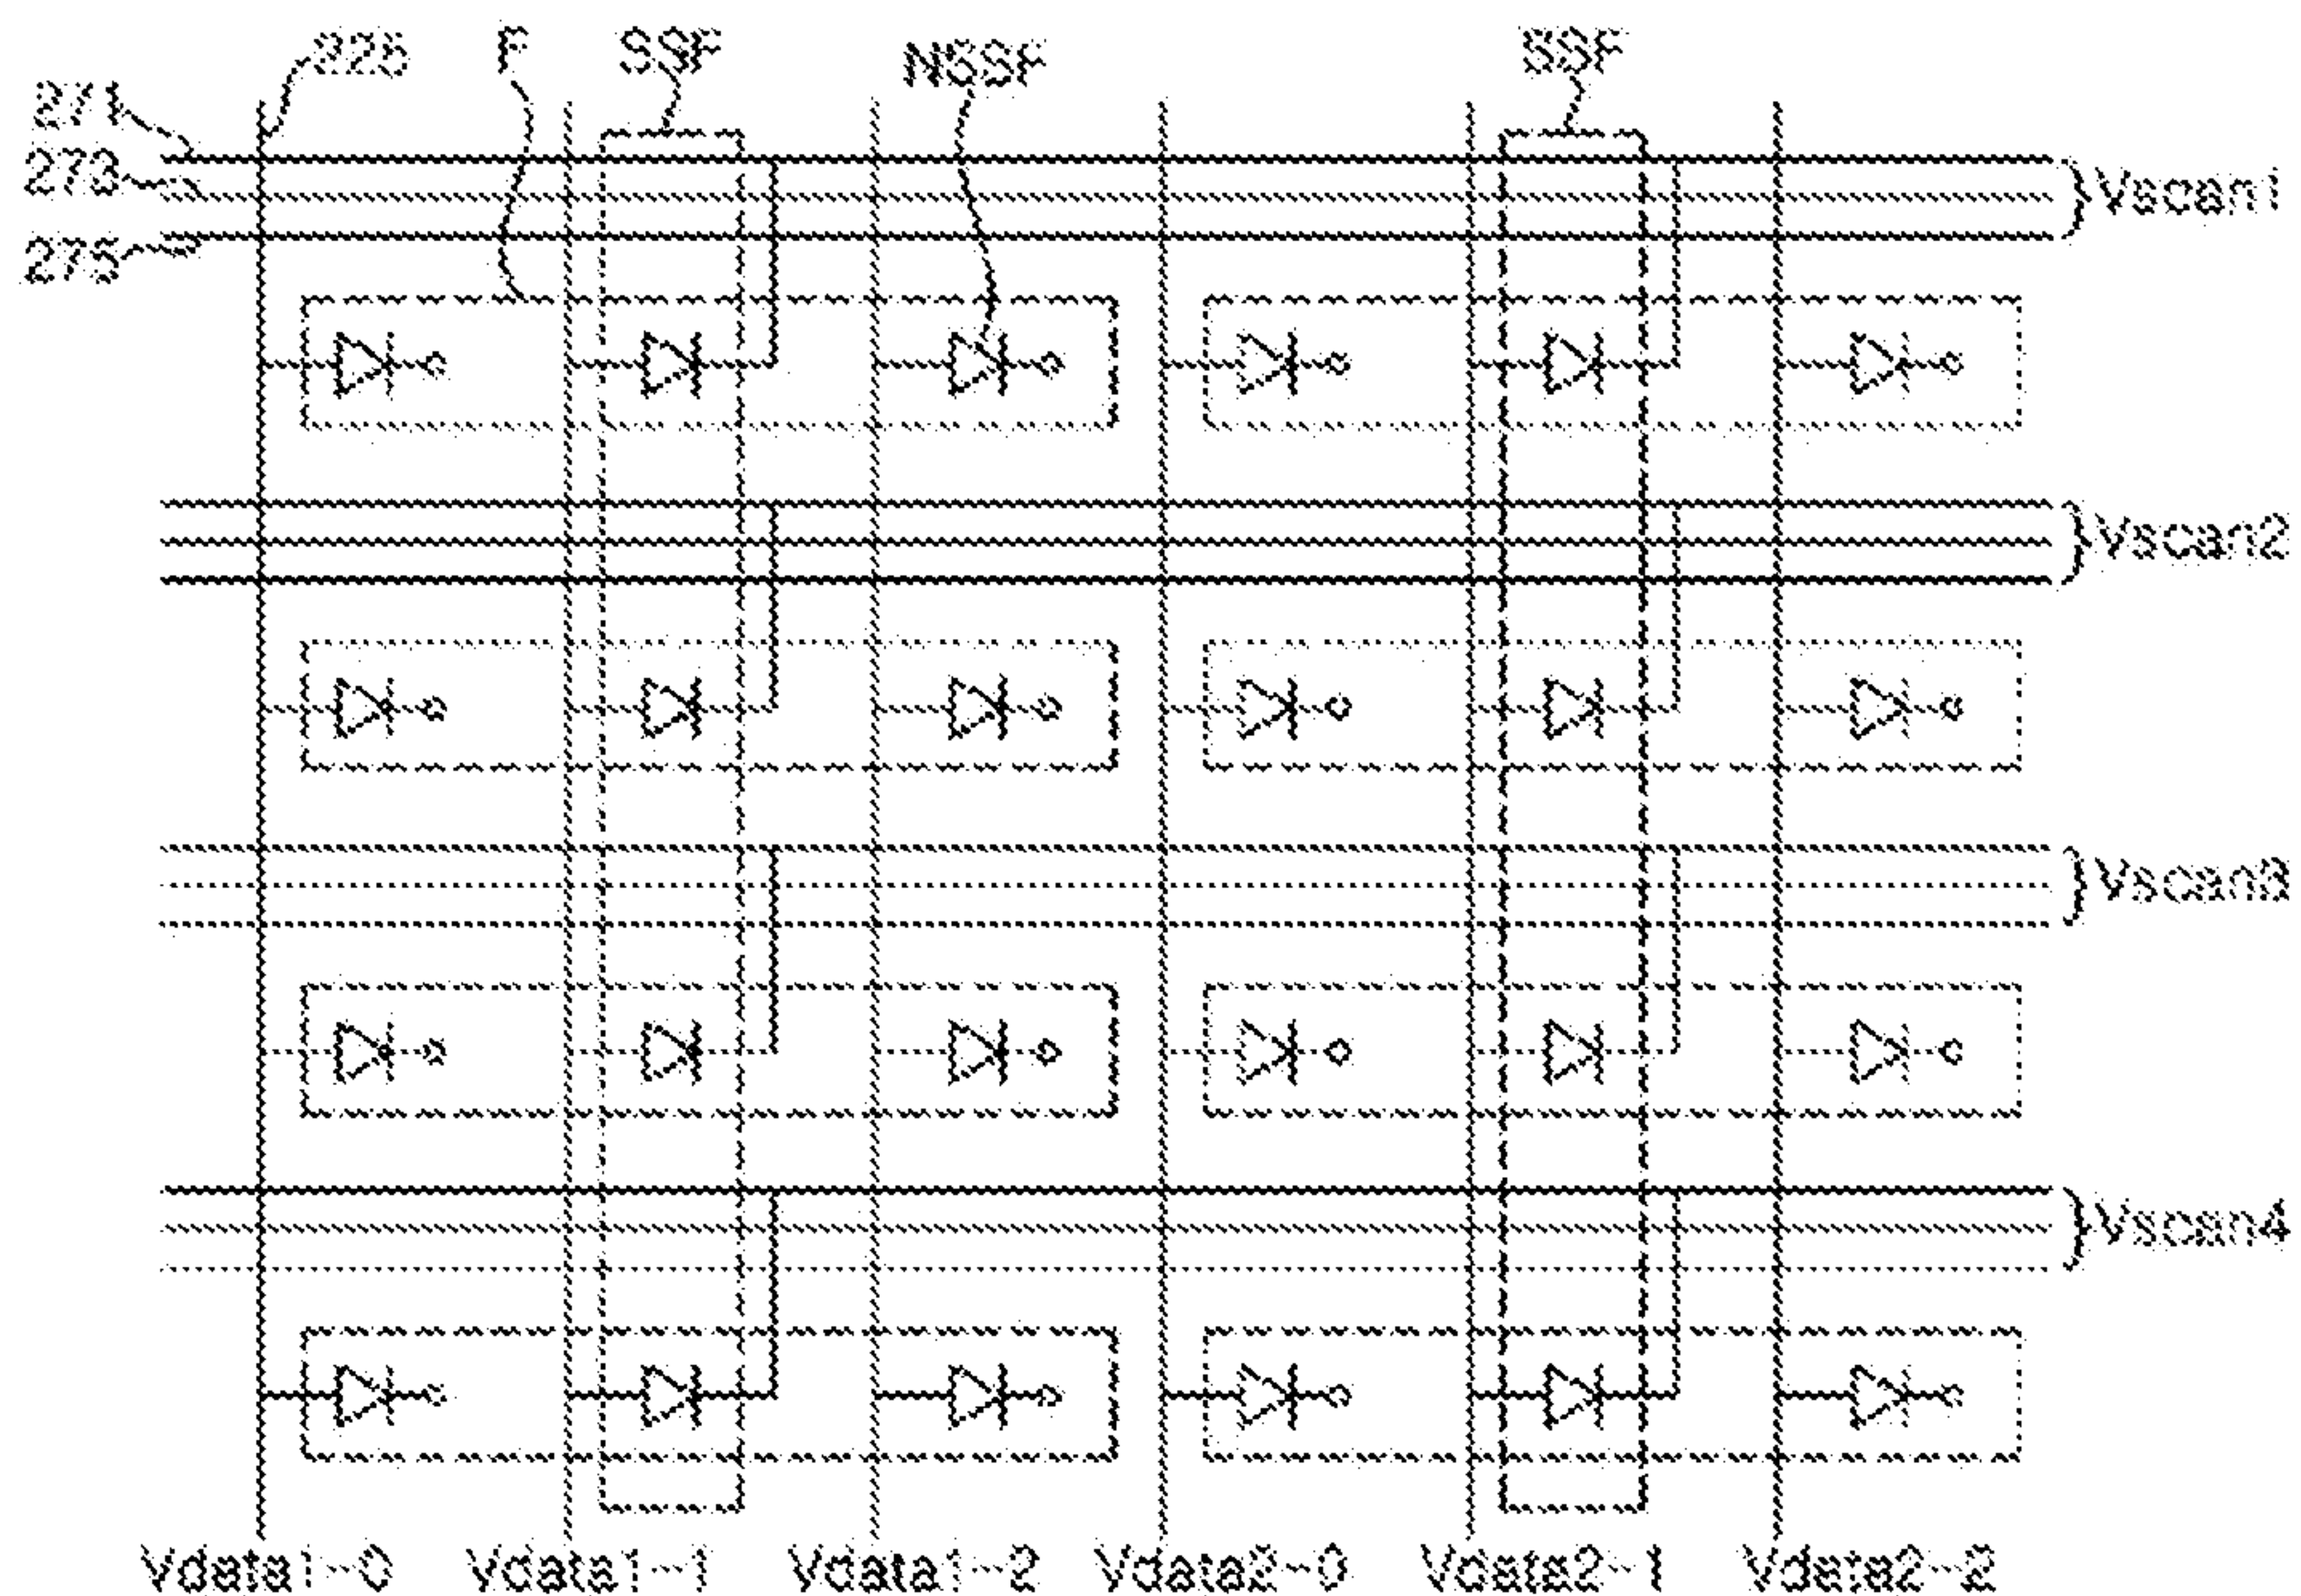 225 F SSF NSSF SSF
271
273
275
Vscan1
Vscan2
Vscan3
Vscan4
Vdata1-0 Vdata1-1 Vdata1-2 Vdata2-0 Vdata2-1 Vdata2-2